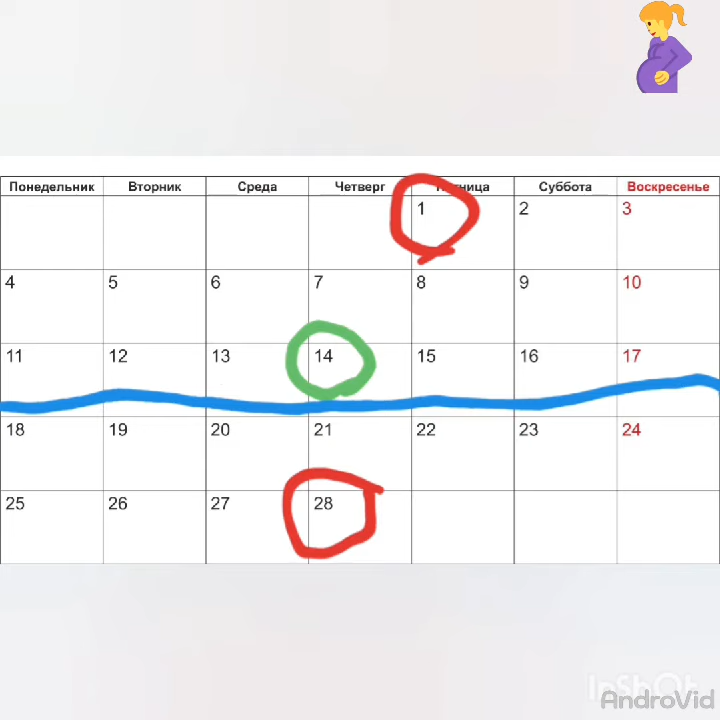 Понедельник Вторник Среда Четверг Пятница Суббота Воскресенье
1 2 3
4 5 6 7 8 9 10
11 12 13 14 15 16 17
18 19 20 21 22 23 24
25 26 27 28
InShOt
AndroVid